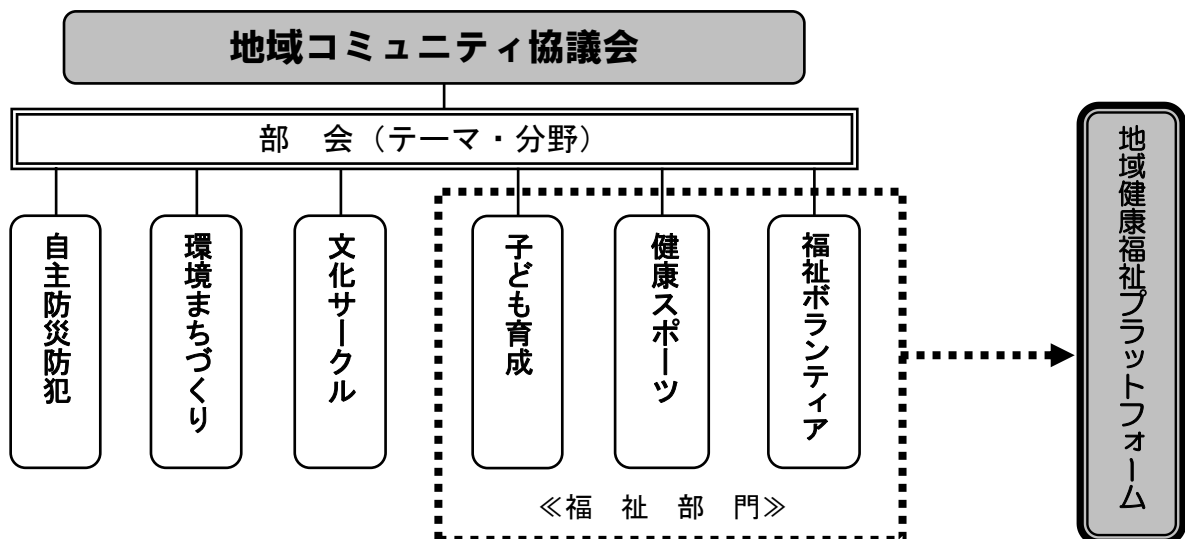 地域コミュニティ協議会
部　会（テーマ・分野）
自主防災防犯
環境まちづくり
文化サークル
子ども育成
健康スポーツ
福祉ボランティア
≪福　祉　部　門≫
地域健康福祉プラットフォーム